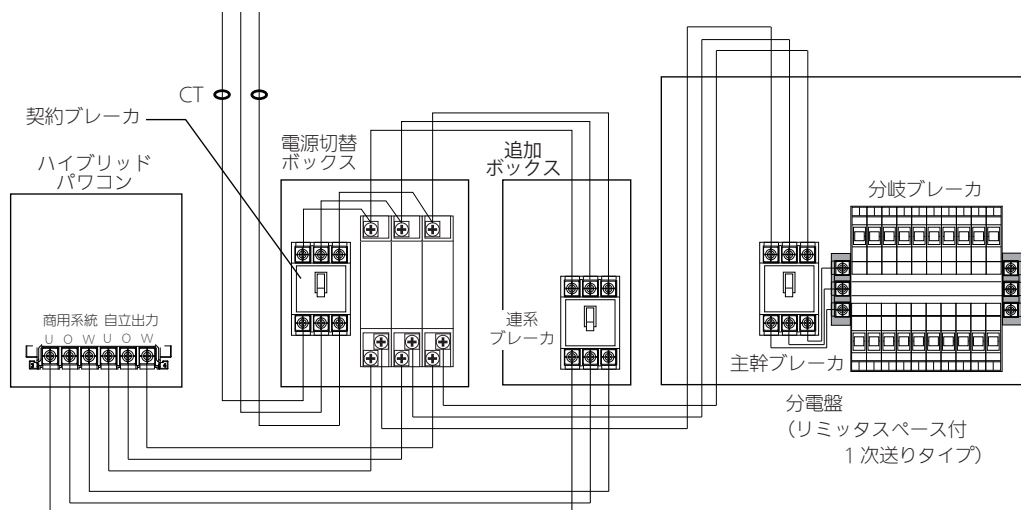 CT
契約ブレーカ
ハイブリッド
パワコン
電源切替
ボックス
追加
ボックス
分岐ブレーカ
商用系統 自立出力
U O W U O W
連系
ブレーカ
主幹ブレーカ
分電盤
（リミッタスペース付
1次送りタイプ）